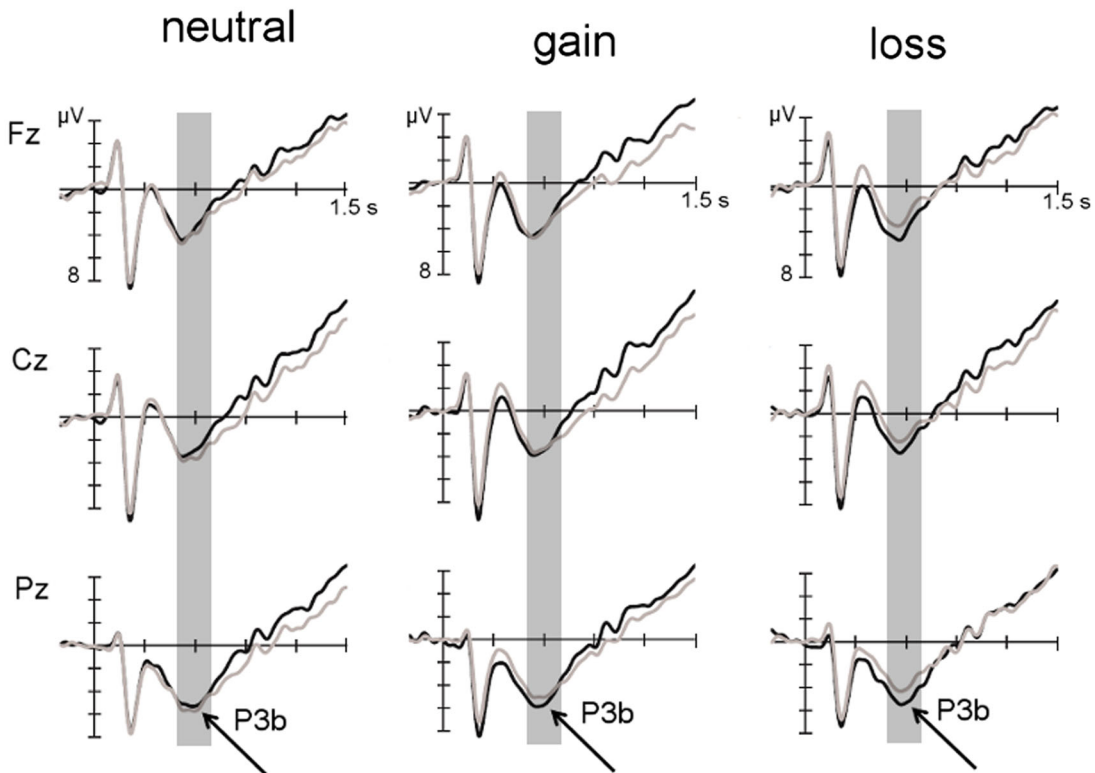 neutral gain loss
Fz µV µV µV
1.5 s 1.5 s 1.5 s
8 8 8
Cz
Pz
P3b P3b P3b